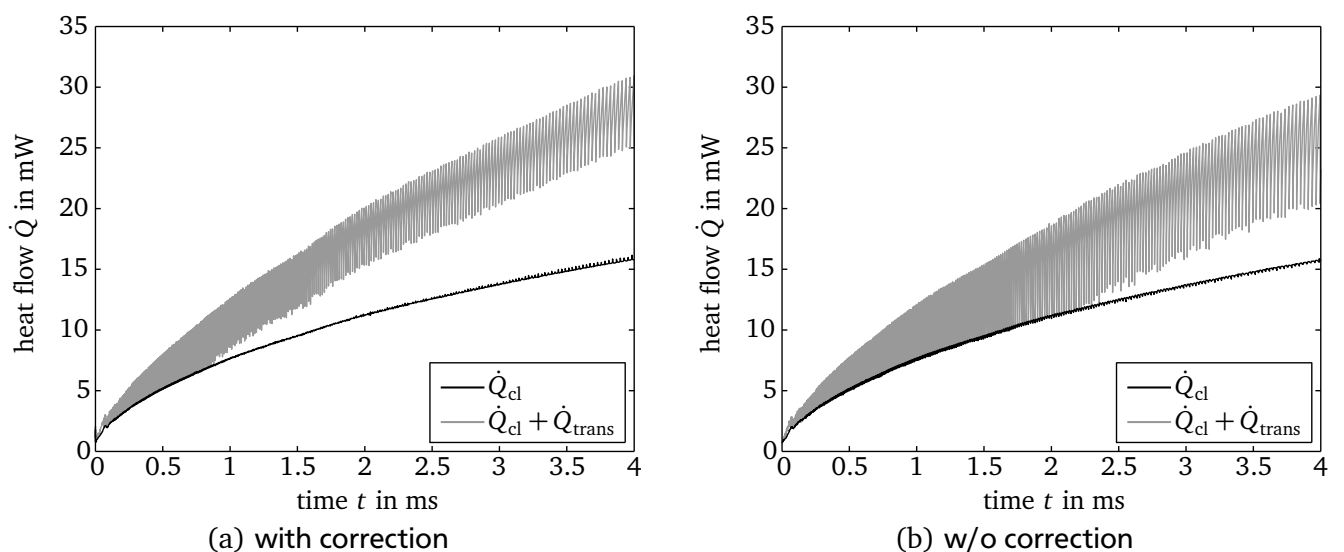 35
30
25
20
15
10
5
0
heat flow Q̇ in mW
0 0.5 1 1.5 2 2.5 3 3.5 4
time t in ms
Q̇cl
Q̇cl + Q̇trans
(a) with correction
35
30
25
20
15
10
5
0
heat flow Q̇ in mW
0 0.5 1 1.5 2 2.5 3 3.5 4
time t in ms
Q̇cl
Q̇cl + Q̇trans
(b) w/o correction